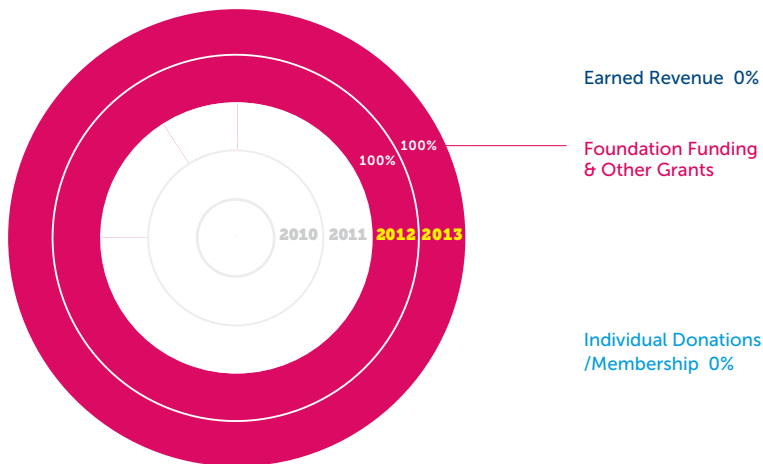 Earned Revenue 0%
100%
Foundation Funding
& Other Grants
100%
2010 2011 2012 2013
Individual Donations
/Membership 0%